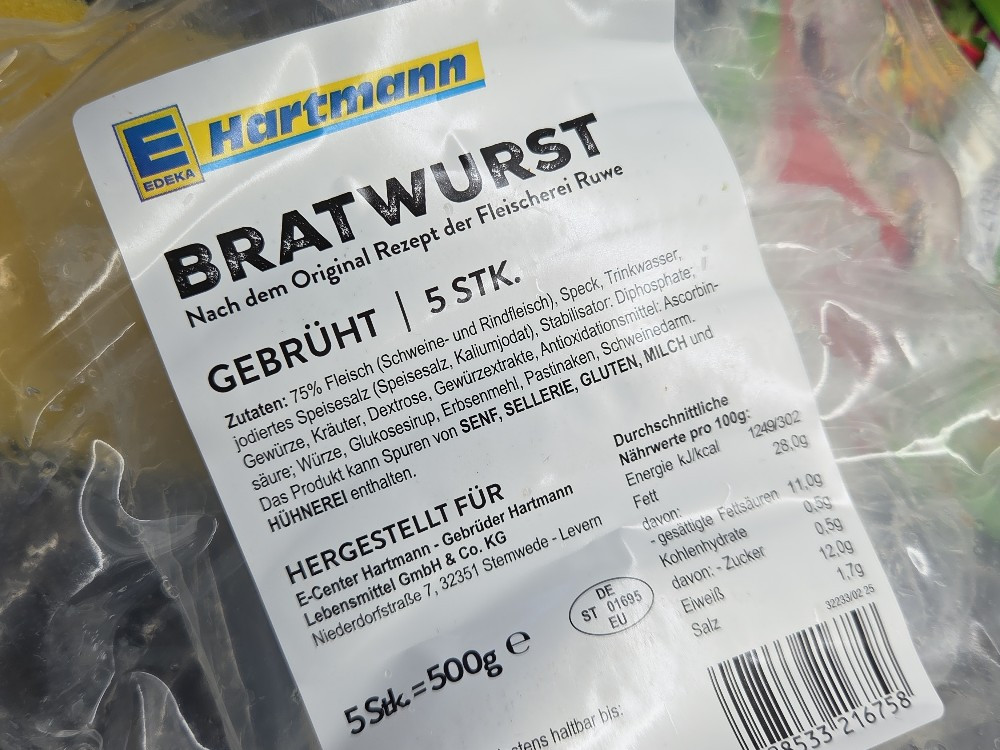 E Hartmann
EDEKA
BRATWURST
Nach dem Original Rezept der Fleischerei Ruwe
GEBRÜHT | 5 STK.
Zutaten: 75% Fleisch (Schweine- und Rindfleisch), Speck, Trinkwasser,
jodiertes Speisesalz (Speisesalz, Kaliumjodat), Stabilisator: Diphosphate;
Gewürze, Kräuter, Dextrose, Gewürzextrakte, Antioxidationsmittel: Ascorbin-
säure; Würze, Glukosesirup, Erbsenmehl, Pastinaken, Schweinedarm.
Das Produkt kann Spuren von SENF, SELLERIE, GLUTEN, MILCH und
HÜHNEREI enthalten.
HERGESTELLT FÜR
E-Center Hartmann - Gebrüder Hartmann
Lebensmittel GmbH & Co. KG
Niederdorfstraße 7, 32351 Stemwede - Levern
5 Stk. = 500g ℮
DE
ST 01695
EU
Durchschnittliche
Nährwerte pro 100g:
Energie kJ/kcal 1249/302
Fett 28,0g
davon:
- gesättigte Fettsäuren 11,0g
Kohlenhydrate 0,5g
davon: - Zucker 0,5g
Eiweiß 12,0g
Salz 1,7g
32233/02.25
533 216758
haltbar bis: